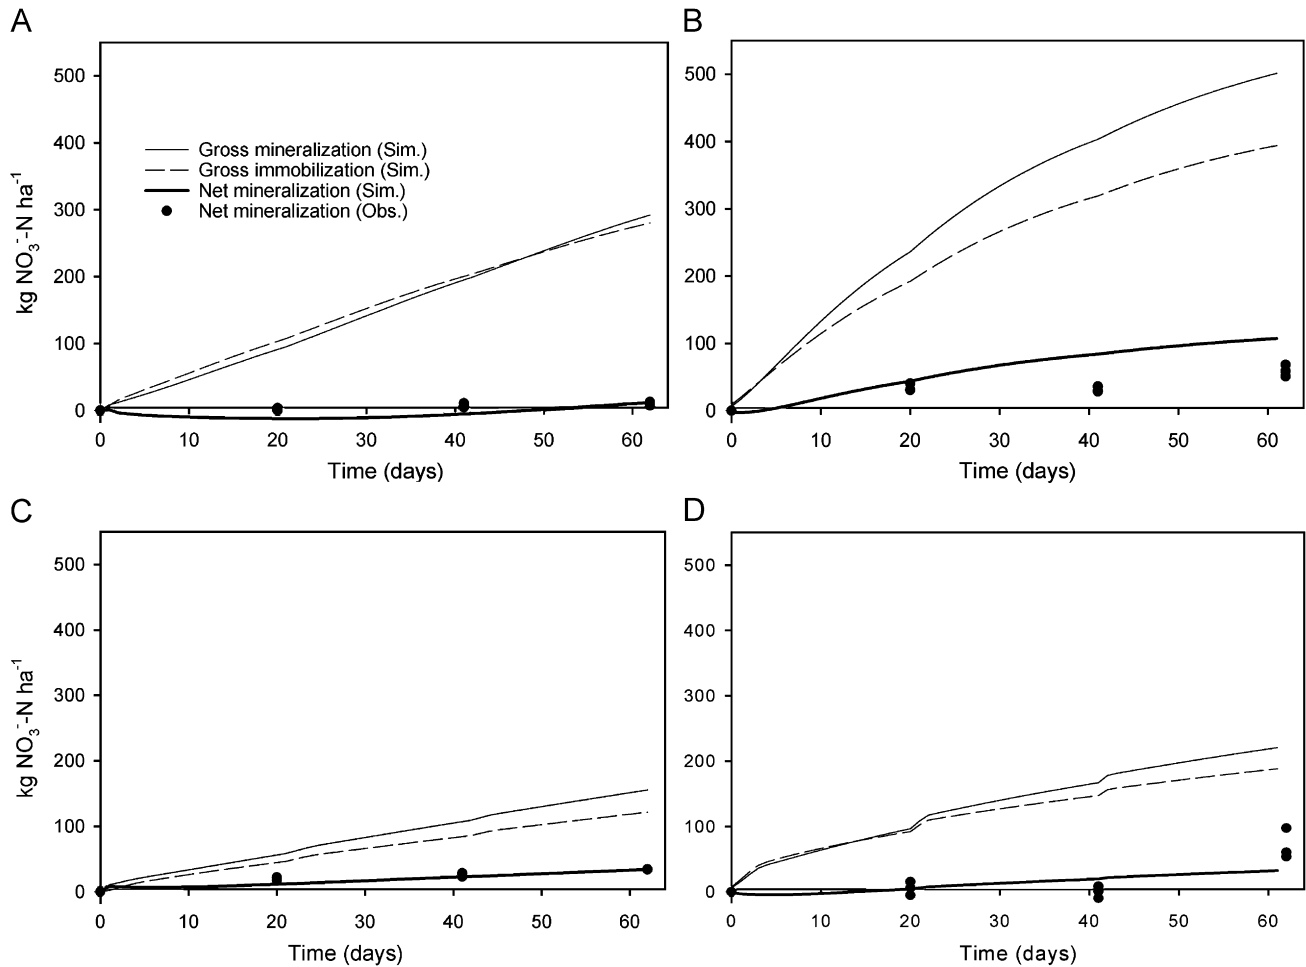 A
500
400
300
200
100
0
kg NO3⁻-N ha⁻¹
Gross mineralization (Sim.)
Gross immobilization (Sim.)
Net mineralization (Sim.)
Net mineralization (Obs.)
0 10 20 30 40 50 60
Time (days)
B
500
400
300
200
100
0
0 10 20 30 40 50 60
Time (days)
C
500
400
300
200
100
0
kg NO3⁻-N ha⁻¹
0 10 20 30 40 50 60
Time (days)
D
500
400
300
200
100
0
0 10 20 30 40 50 60
Time (days)